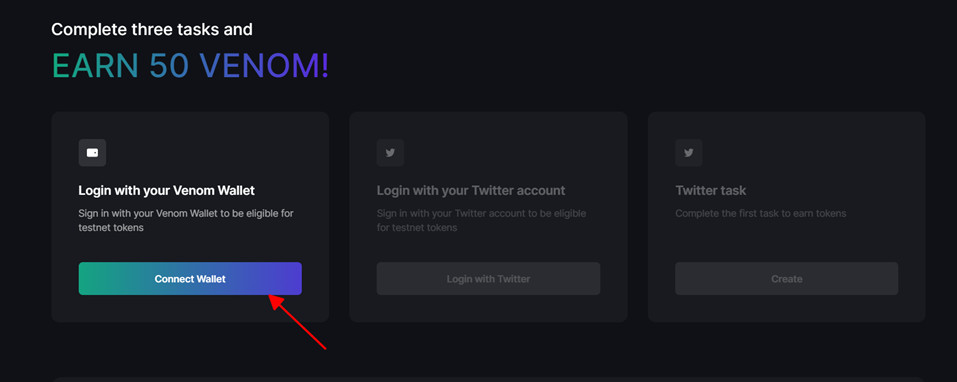 Complete three tasks and
EARN 50 VENOM!
Login with your Venom Wallet
Sign in with your Venom Wallet to be eligible for
testnet tokens
Connect Wallet
Login with your Twitter account
Sign in with your Twitter account to be eligible
for testnet tokens
Login with Twitter
Twitter task
Complete the first task to earn tokens
Create